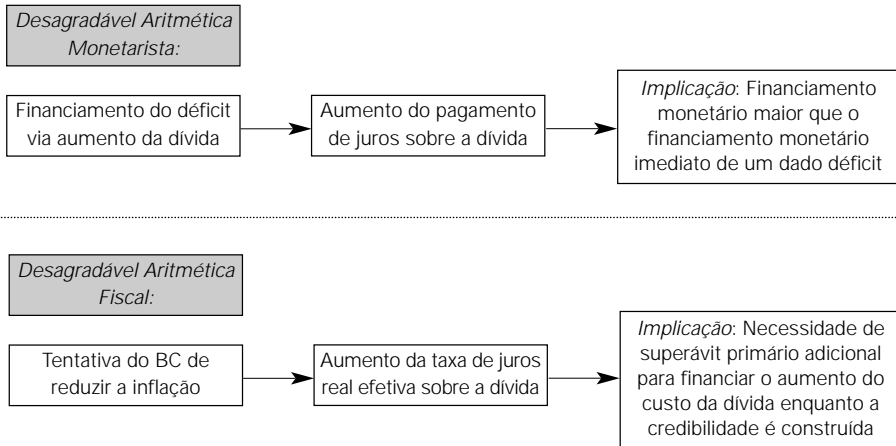 Desagradável Aritmética
Monetarista:
Financiamento do déficit
via aumento da dívida
Aumento do pagamento
de juros sobre a dívida
Implicação: Financiamento
monetário maior que o
financiamento monetário
imediato de um dado déficit
Desagradável Aritmética
Fiscal:
Tentativa do BC de
reduzir a inflação
Aumento da taxa de juros
real efetiva sobre a dívida
Implicação: Necessidade de
superávit primário adicional
para financiar o aumento do
custo da dívida enquanto a
credibilidade é construída